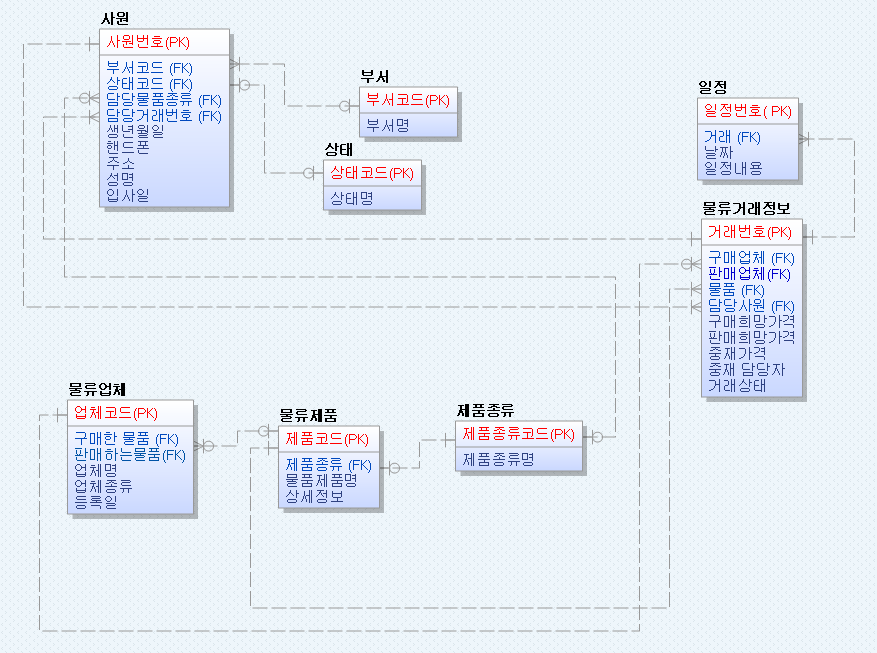 사원
사원번호(PK)
부서코드 (FK)
상태코드 (FK)
담당물품종류 (FK)
담당거래번호 (FK)
생년월일
핸드폰
주소
성명
입사일
부서
부서코드(PK)
부서명
상태
상태코드(PK)
상태명
일정
일정번호( PK)
거래 (FK)
날짜
일정내용
물류거래정보
거래번호(PK)
구매업체 (FK)
판매업체(FK)
물품 (FK)
담당사원 (FK)
구매희망가격
판매희망가격
중재가격
중재 담당자
거래상태
물류업체
업체코드(PK)
구매한 물품 (FK)
판매하는물품(FK)
업체명
업체종류
등록일
물류제품
제품코드(PK)
제품종류 (FK)
물품제품명
상세정보
제품종류
제품종류코드(PK)
제품종류명